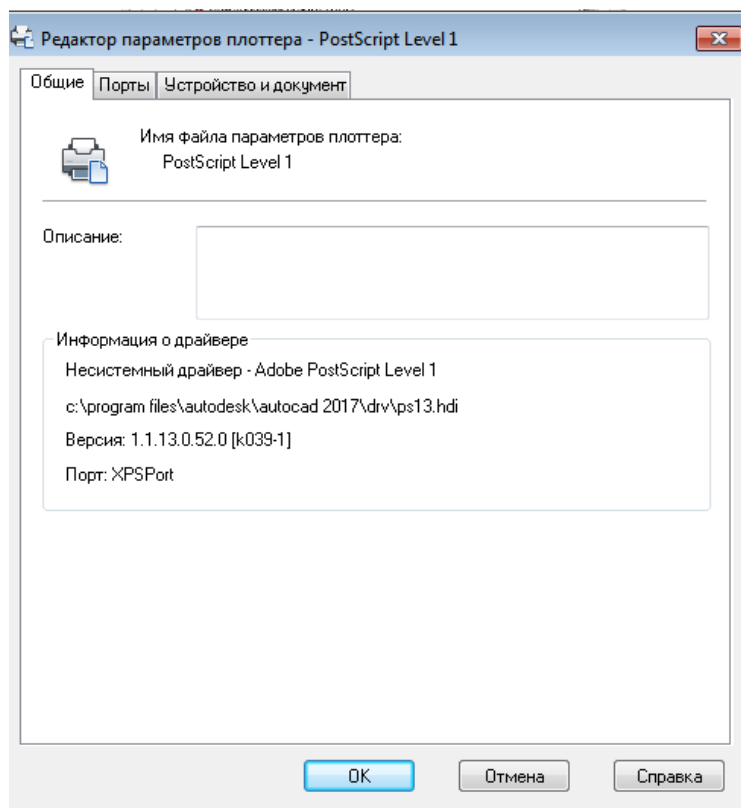 Редактор параметров плоттера - PostScript Level 1
Общие Порты Устройство и документ
Имя файла параметров плоттера:
PostScript Level 1
Описание:
Информация о драйвере
Несистемный драйвер - Adobe PostScript Level 1
c:\program files\autodesk\autocad 2017\drv\ps13.hdi
Версия: 1.1.13.0.52.0 [k039-1]
Порт: XPSPort
OK Отмена Справка